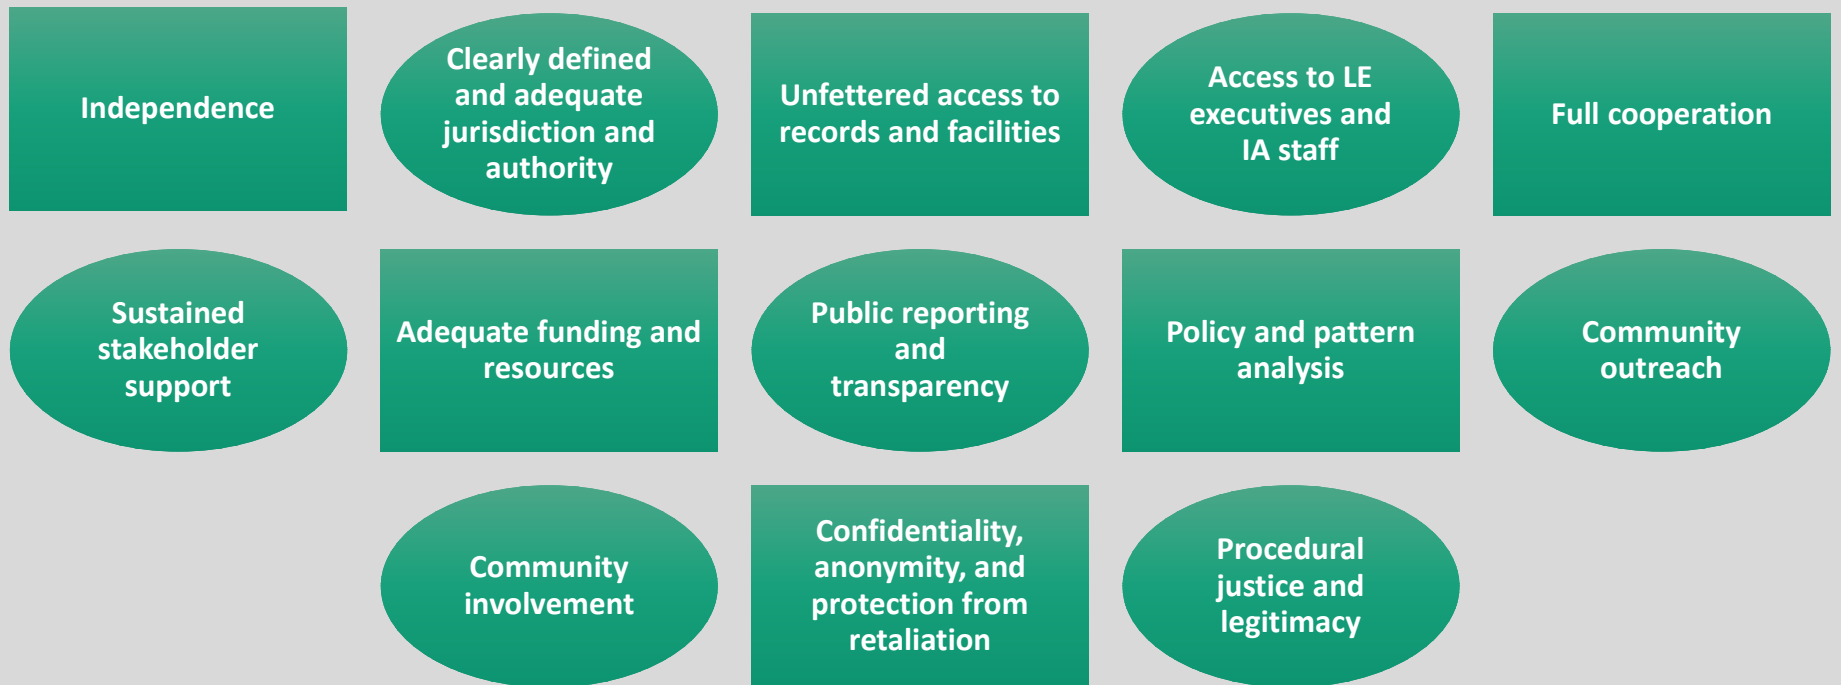 Independence
Clearly defined
and adequate
jurisdiction and
authority
Unfettered access to
records and facilities
Access to LE
executives and
IA staff
Full cooperation
Sustained
stakeholder
support
Adequate funding and
resources
Public reporting
and
transparency
Policy and pattern
analysis
Community
outreach
Community
involvement
Confidentiality,
anonymity, and
protection from
retaliation
Procedural
justice and
legitimacy